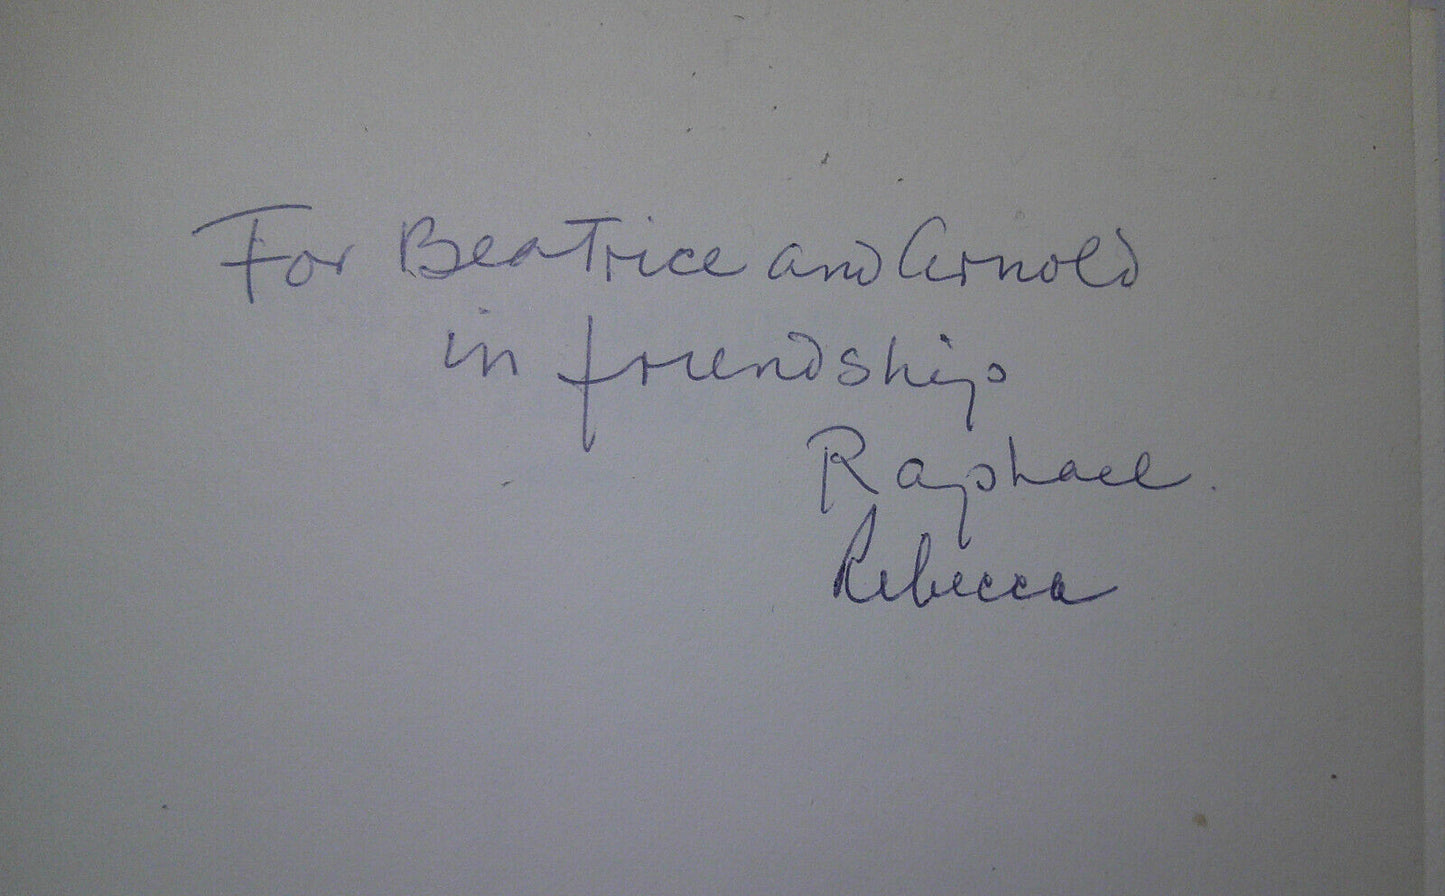 For Beatrice and Arnold
in friendship
Raphael.
Rebecca